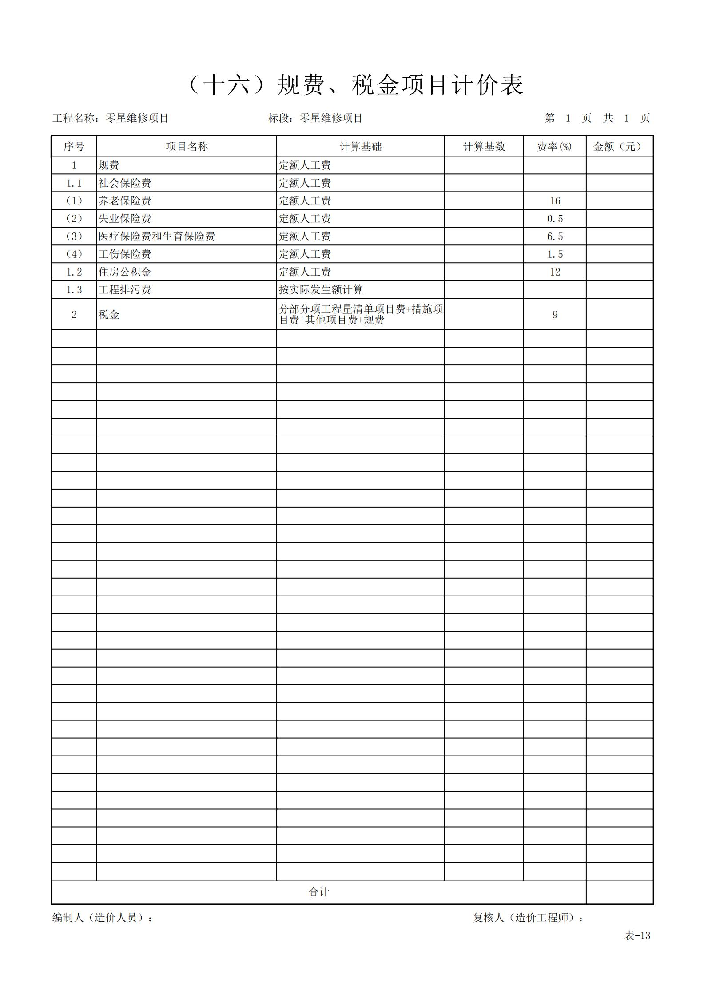 （十六）规费、税金项目计价表
工程名称：零星维修项目 标段：零星维修项目 第 1 页 共 1 页
序号 项目名称 计算基础 计算基数 费率(%) 金额（元）
1 规费 定额人工费
1.1 社会保险费 定额人工费
（1） 养老保险费 定额人工费 16
（2） 失业保险费 定额人工费 0.5
（3） 医疗保险费和生育保险费 定额人工费 6.5
（4） 工伤保险费 定额人工费 1.5
1.2 住房公积金 定额人工费 12
1.3 工程排污费 按实际发生额计算
2 税金 分部分项工程量清单项目费+措施项
目费+其他项目费+规费 9
合计
编制人（造价人员）： 复核人（造价工程师）：
表-13